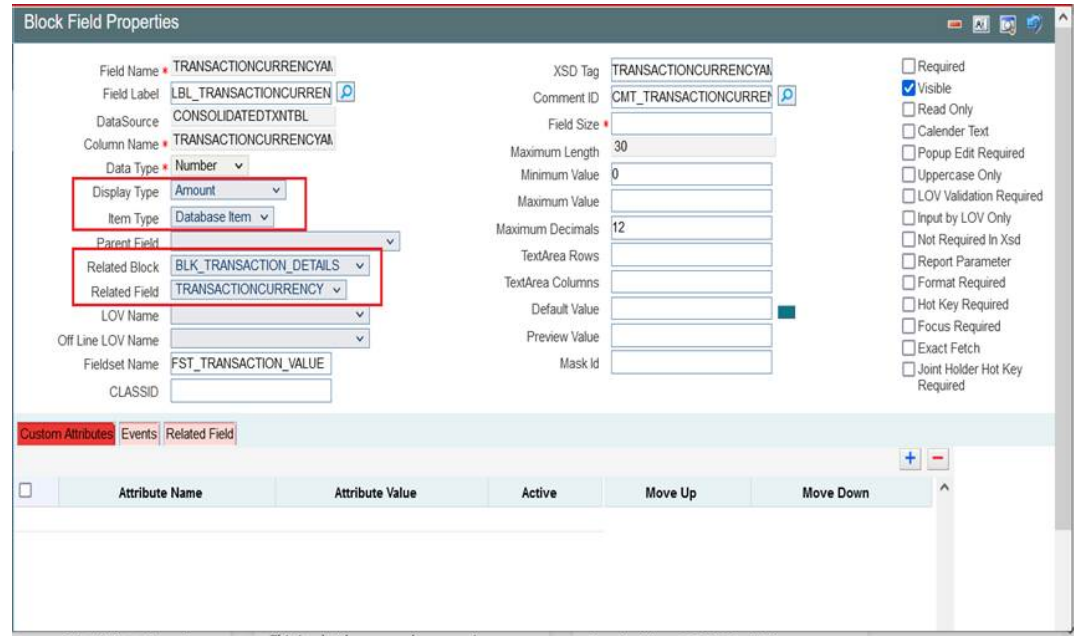 Block Field Properties
Field Name * TRANSACTIONCURRENCYAM
Field Label LBL_TRANSACTIONCURREN
DataSource CONSOLIDATEDTXNTBL
Column Name * TRANSACTIONCURRENCYAM
Data Type * Number
Display Type Amount
Item Type Database Item
Parent Field
Related Block BLK_TRANSACTION_DETAILS
Related Field TRANSACTIONCURRENCY
LOV Name
Off Line LOV Name
Fieldset Name FST_TRANSACTION_VALUE
CLASSID
XSD Tag TRANSACTIONCURRENCYAM
Comment ID CMT_TRANSACTIONCURREN
Field Size *
Maximum Length 30
Minimum Value 0
Maximum Value
Maximum Decimals 12
TextArea Rows
TextArea Columns
Default Value
Preview Value
Mask Id
Required
Visible
Read Only
Calender Text
Popup Edit Required
Uppercase Only
LOV Validation Required
Input by LOV Only
Not Required In Xsd
Report Parameter
Format Required
Hot Key Required
Focus Required
Exact Fetch
Joint Holder Hot Key
Required
Custom Attributes Events Related Field
Attribute Name Attribute Value Active Move Up Move Down